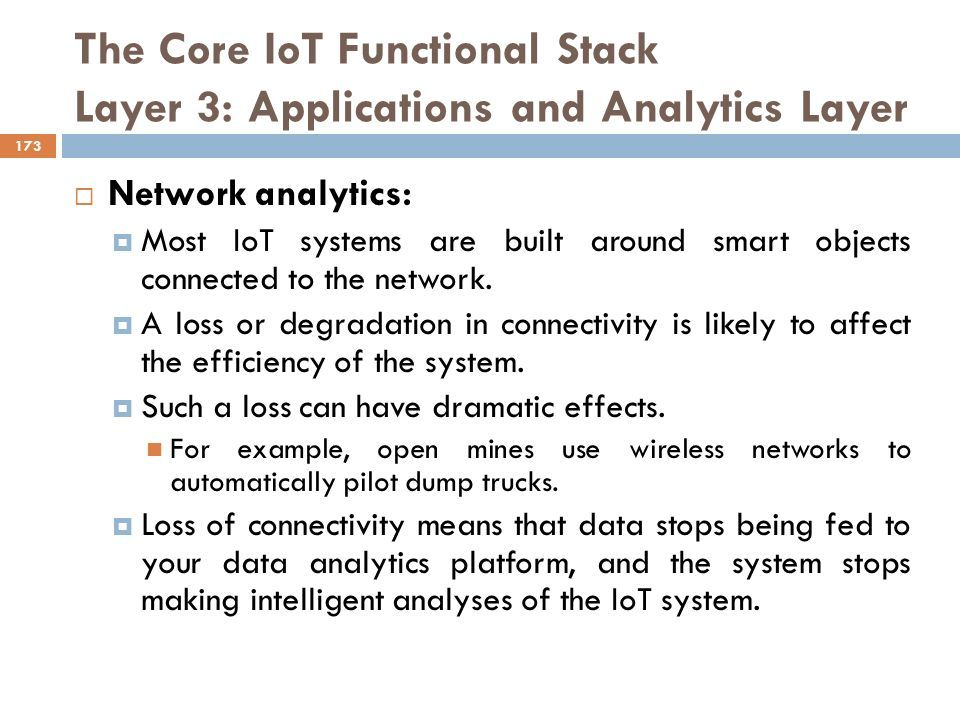 The Core IoT Functional Stack
Layer 3: Applications and Analytics Layer
173
Network analytics:
Most IoT systems are built around smart objects
connected to the network.
A loss or degradation in connectivity is likely to affect
the efficiency of the system.
Such a loss can have dramatic effects.
For example, open mines use wireless networks to
automatically pilot dump trucks.
Loss of connectivity means that data stops being fed to
your data analytics platform, and the system stops
making intelligent analyses of the IoT system.